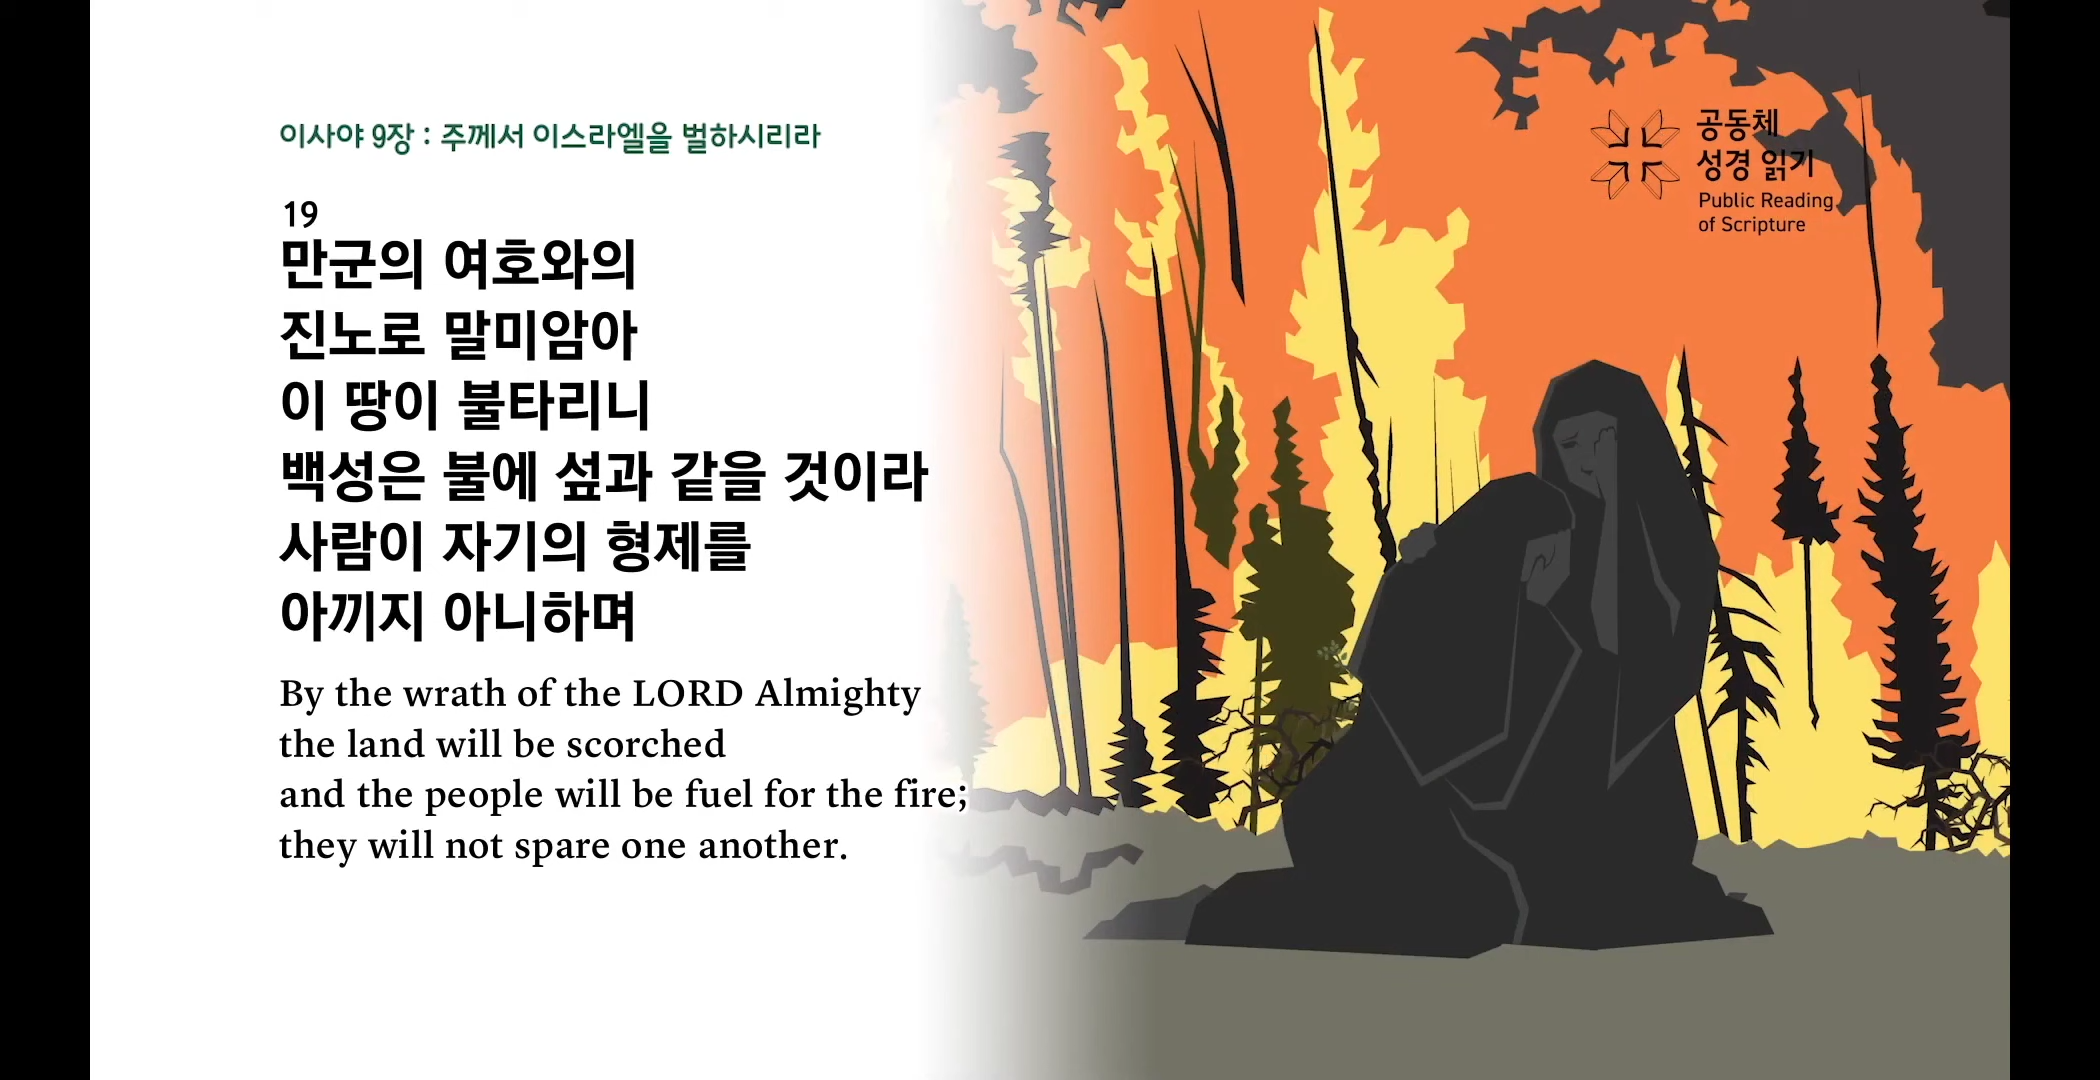 이사야 9장 : 주께서 이스라엘을 벌하시리라
19
만군의 여호와의
진노로 말미암아
이 땅이 불타리니
백성은 불에 섶과 같을 것이라
사람이 자기의 형제를
아끼지 아니하며
By the wrath of the LORD Almighty
the land will be scorched
and the people will be fuel for the fire;
they will not spare one another.
공동체
성경 읽기
Public Reading
of Scripture